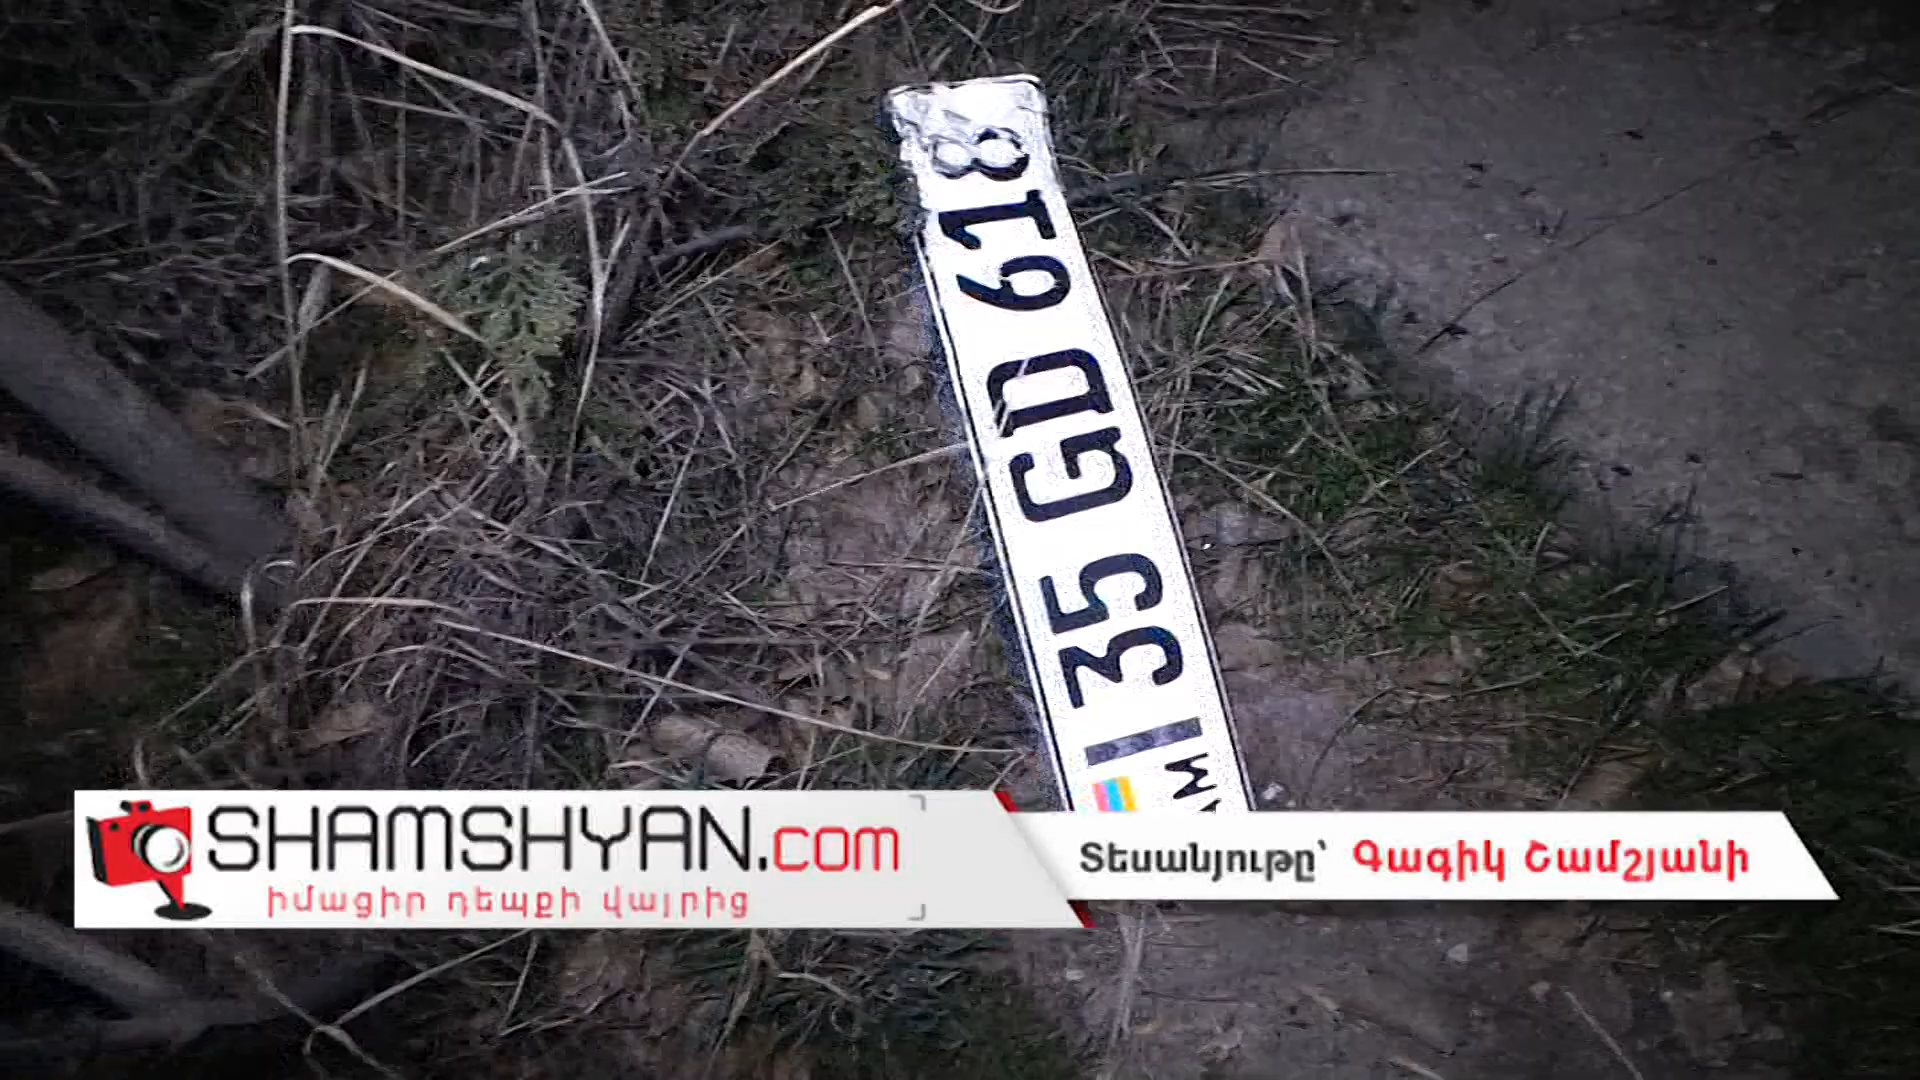 35 GD 618
AM
SHAMSHYAN.com
իմացիր դեպքի վայրից
Տեսանյութը՝ Գագիկ Շամշյանի